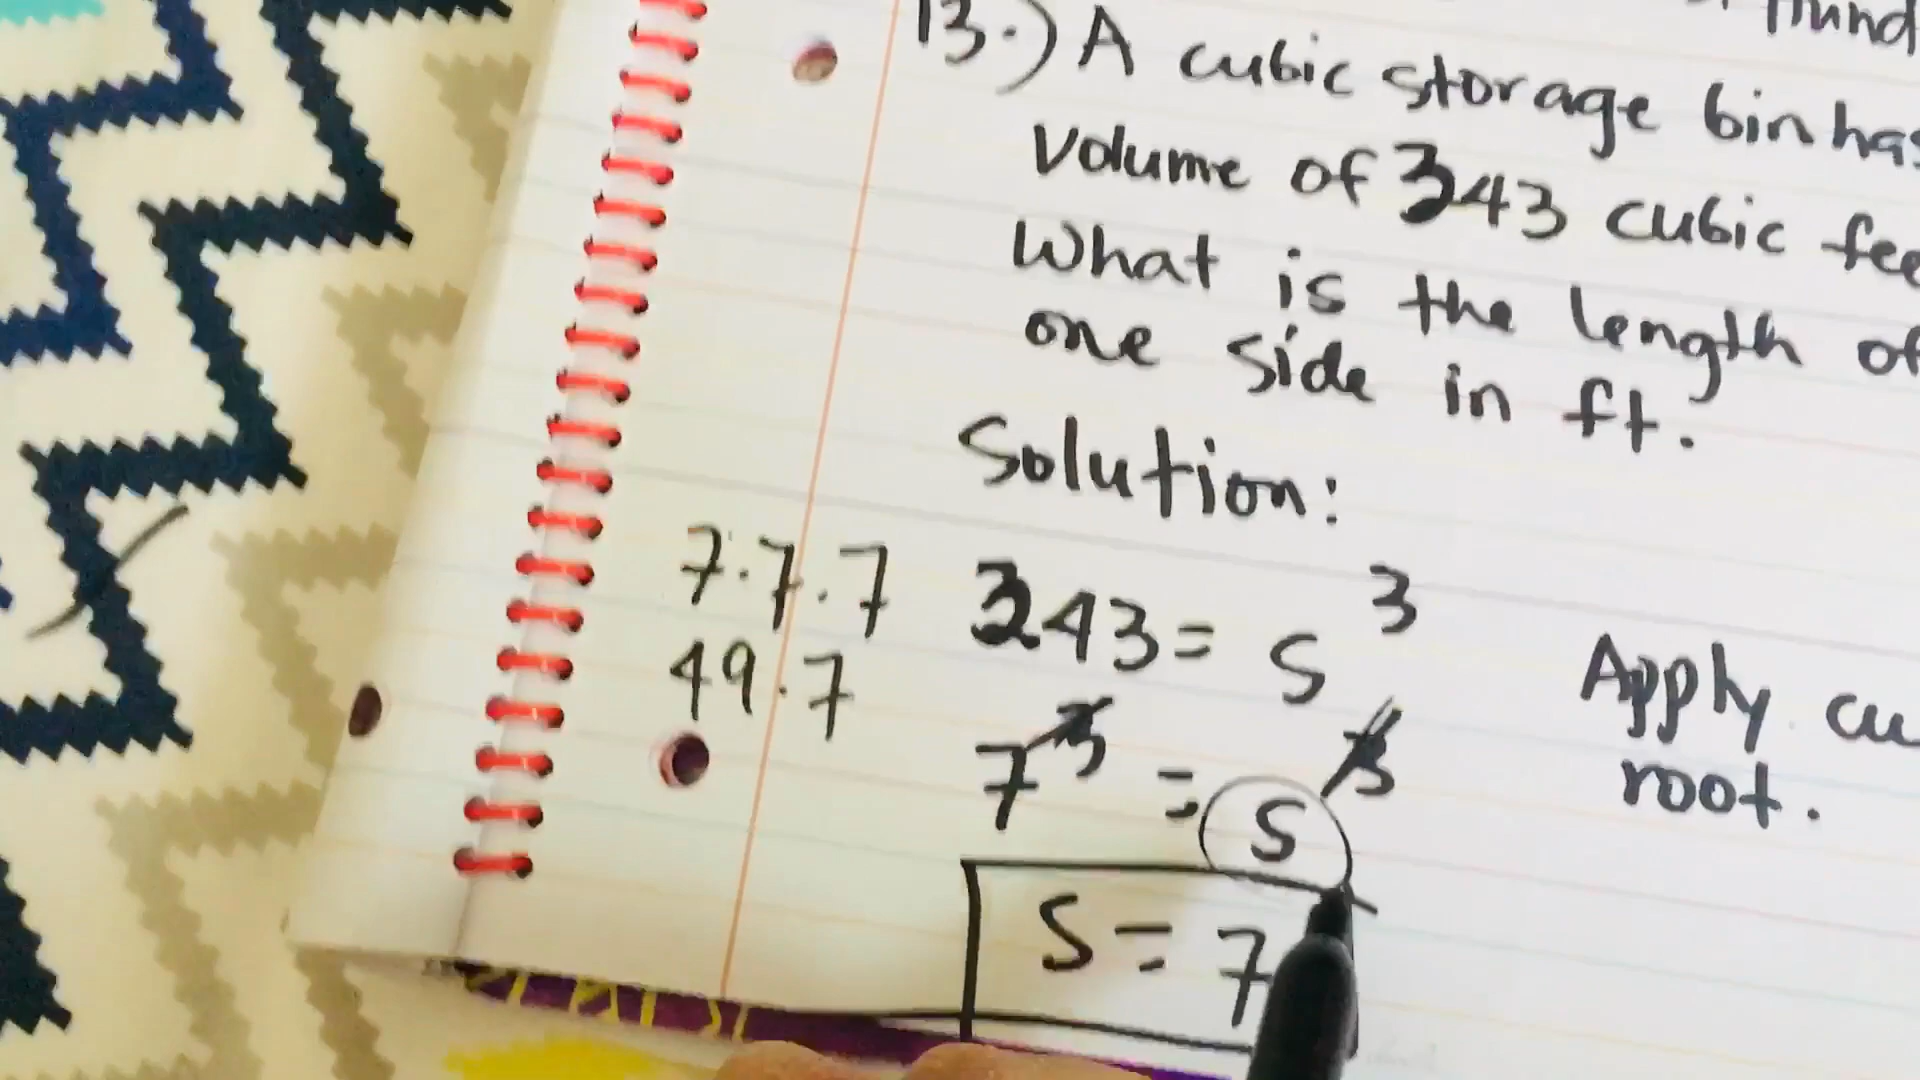 13.) A cubic storage bin has
Volume of 343 cubic fee
What is the length of
one side in ft.
Solution:
7.7.7 343 = s³
49.7
7³ = s³
Apply cu
root.
s = 7